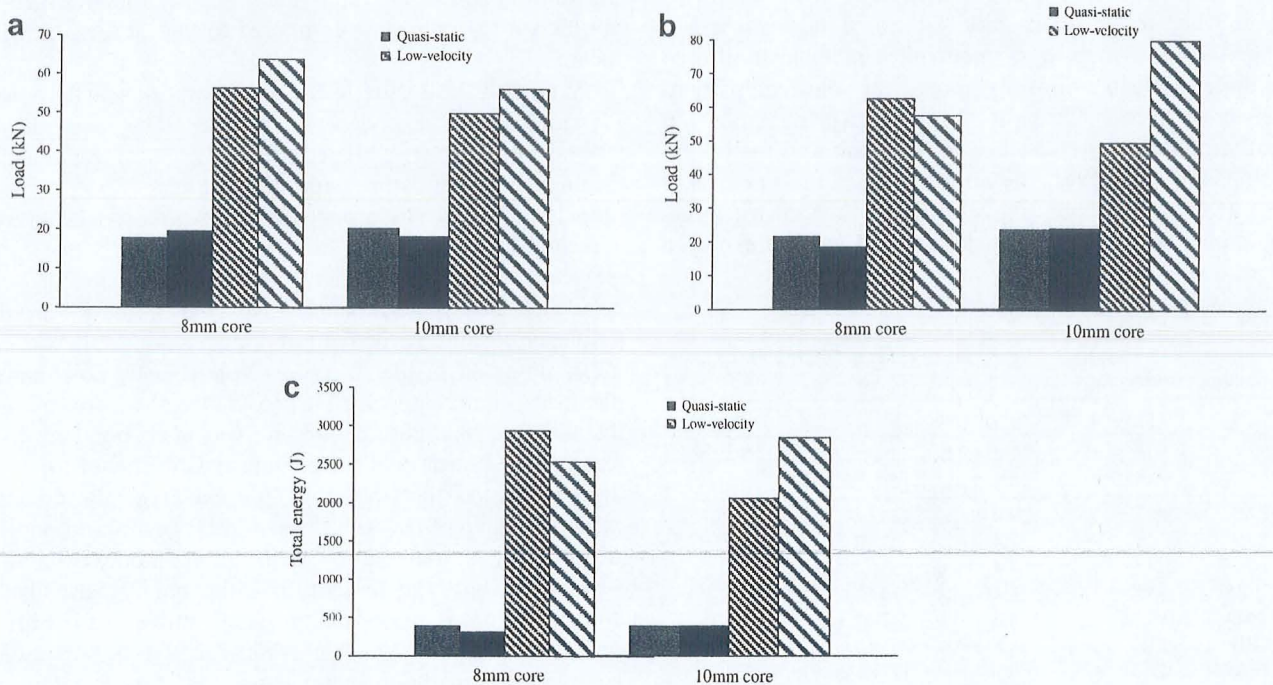 a
70
60
50
40
30
20
10
0
Load (kN)
Quasi-static
Low-velocity
8mm core
10mm core
b
80
70
60
50
40
30
20
10
0
Load (kN)
Quasi-static
Low-velocity
8mm core
10mm core
c
3500
3000
2500
2000
1500
1000
500
0
Total energy (J)
Quasi-static
Low-velocity
8mm core
10mm core